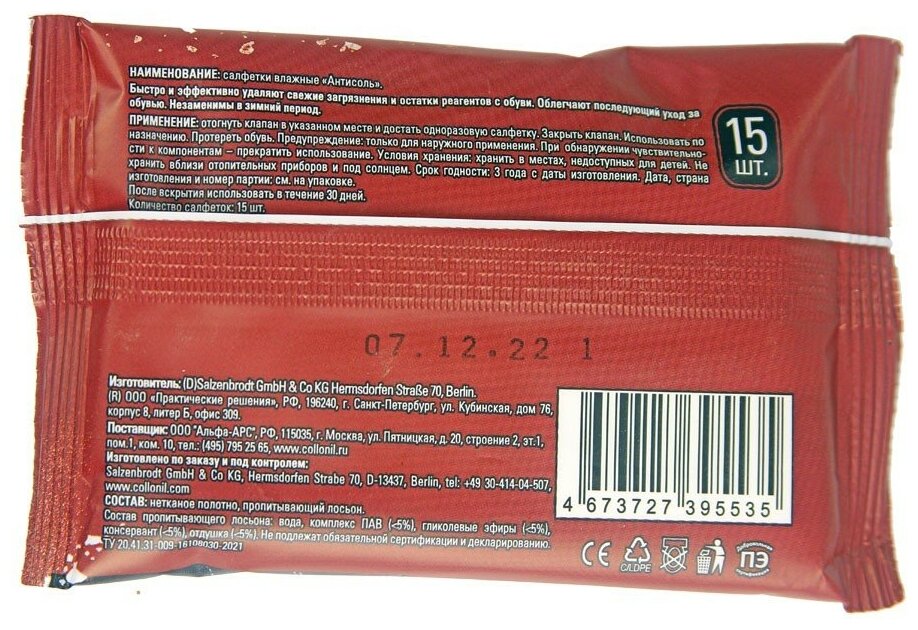 НАИМЕНОВАНИЕ: салфетки влажные «Антисоль».
Быстро и эффективно удаляют свежие загрязнения и остатки реагентов с обуви. Облегчают последующий уход за
обувью. Незаменимы в зимний период.
ПРИМЕНЕНИЕ: отогнуть клапан в указанном месте и достать одноразовую салфетку. Закрыть клапан. Использовать по
назначению. Протереть обувь. Предупреждение: только для наружного применения. При обнаружении чувствительно-
сти к компонентам – прекратить использование. Условия хранения: хранить в местах, недоступных для детей. Не
хранить вблизи отопительных приборов и под солнцем. Срок годности: 3 года с даты изготовления. Дата, страна
изготовления и номер партии: см. на упаковке.
После вскрытия использовать в течение 30 дней.
Количество салфеток: 15 шт.
15
ШТ.
07.12.22 1
Изготовитель: (D)Salzenbrodt GmbH & Co KG Hermsdorfen Straße 70, Berlin.
(R) ООО «Практические решения», РФ, 196240, г. Санкт-Петербург, ул. Кубинская, дом 76,
корпус 8, литер Б, офис 309.
Поставщик: ООО "Альфа-АРС", РФ, 115035, г. Москва, ул. Пятницкая, д. 20, строение 2, эт.1,
пом.1, ком. 10, тел.: (495) 795 25 65, www.collonil.ru
Изготовлено по заказу и под контролем:
Salzenbrodt GmbH & Co KG, Hermsdorfen Strabe 70, D-13437, Berlin, tel: +49 30-414-04-507,
www.collonil.com
СОСТАВ: нетканое полотно, пропитывающий лосьон.
Состав пропитывающего лосьона: вода, комплекс ПАВ (<5%), гликолевые эфиры (<5%),
консервант (<5%), отдушка (<5%). Не подлежат обязательной сертификации и декларированию.
ТУ 20.41.31-009-16108030-2021
4 673727 395535
CE
C/LDPE
Добровольная
ПЭ
сертификация